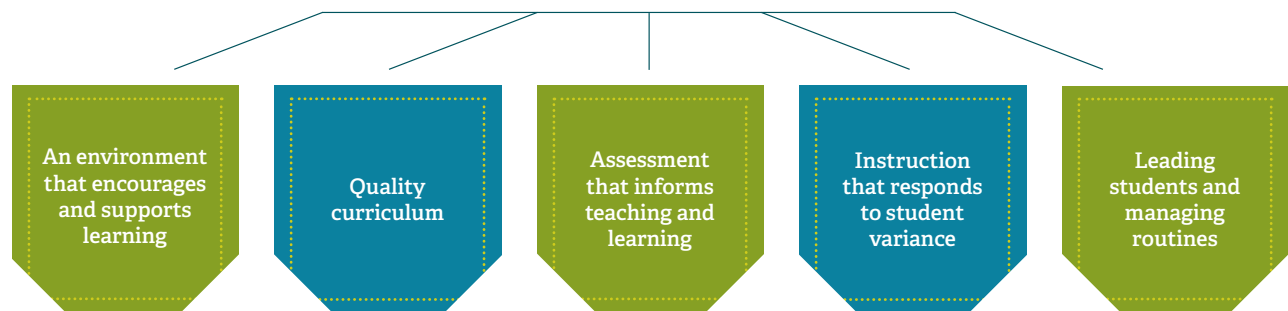 An environment
that encourages
and supports
learning
Quality
curriculum
Assessment
that informs
teaching and
learning
Instruction
that responds
to student
variance
Leading
students and
managing
routines